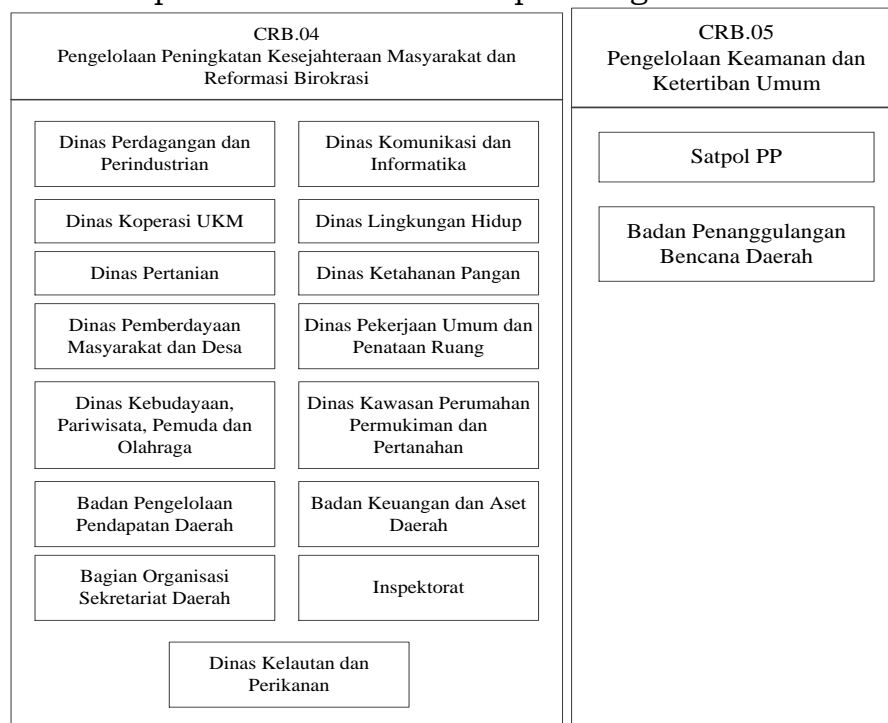 CRB.04
Pengelolaan Peningkatan Kesejahteraan Masyarakat dan
Reformasi Birokrasi
Dinas Perdagangan dan
Perindustrian
Dinas Komunikasi dan
Informatika
Dinas Koperasi UKM
Dinas Lingkungan Hidup
Dinas Pertanian
Dinas Ketahanan Pangan
Dinas Pemberdayaan
Masyarakat dan Desa
Dinas Pekerjaan Umum dan
Penataan Ruang
Dinas Kebudayaan,
Pariwisata, Pemuda dan
Olahraga
Dinas Kawasan Perumahan
Permukiman dan
Pertanahan
Badan Pengelolaan
Pendapatan Daerah
Badan Keuangan dan Aset
Daerah
Bagian Organisasi
Sekretariat Daerah
Inspektorat
Dinas Kelautan dan
Perikanan
CRB.05
Pengelolaan Keamanan dan
Ketertiban Umum
Satpol PP
Badan Penanggulangan
Bencana Daerah